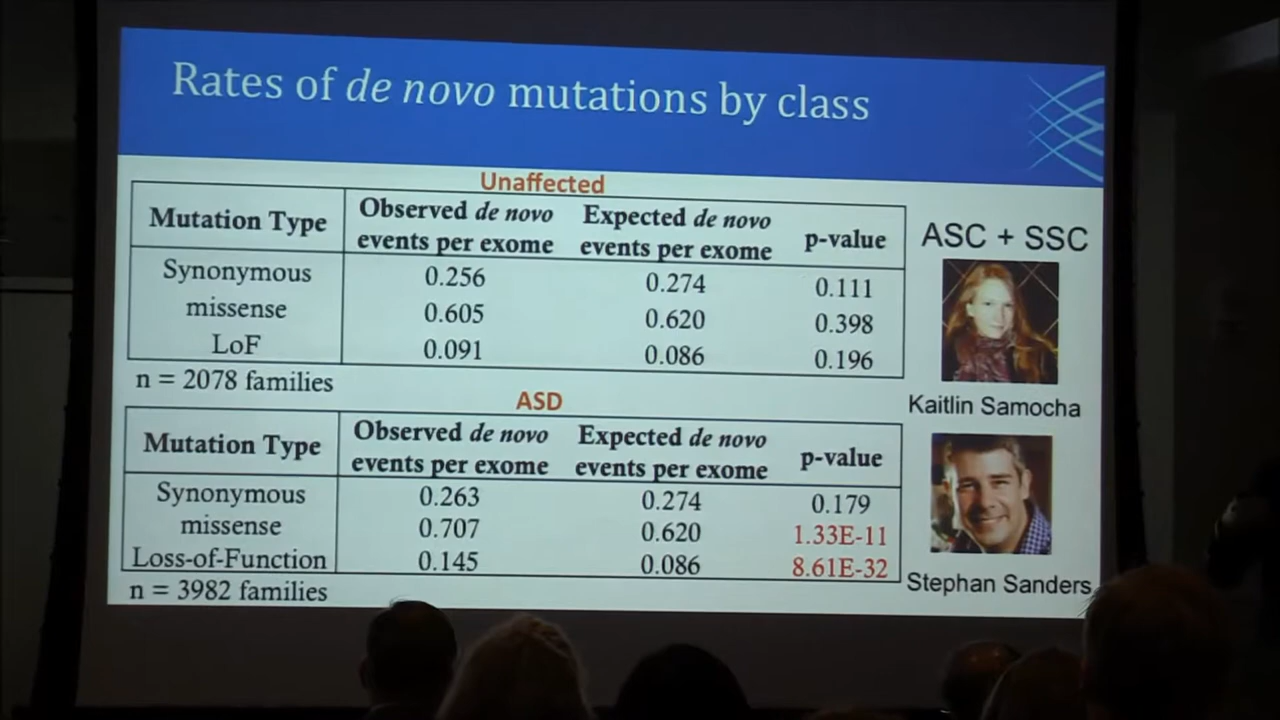 Rates of de novo mutations by class
Unaffected
Mutation Type Observed de novo events per exome Expected de novo events per exome p-value
Synonymous 0.256 0.274 0.111
missense 0.605 0.620 0.398
LoF 0.091 0.086 0.196
n = 2078 families
ASD
Mutation Type Observed de novo events per exome Expected de novo events per exome p-value
Synonymous 0.263 0.274 0.179
missense 0.707 0.620 1.33E-11
Loss-of-Function 0.145 0.086 8.61E-32
n = 3982 families
ASC + SSC
Kaitlin Samocha
Stephan Sanders